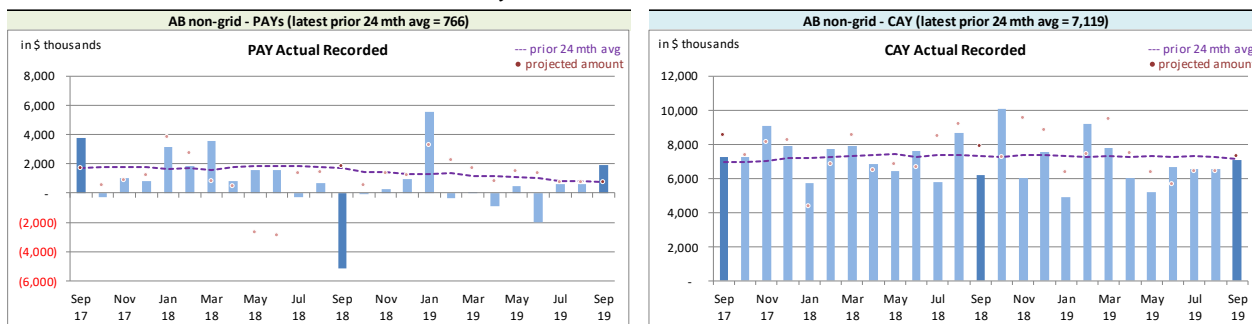 AB non-grid - PAYs (latest prior 24 mth avg = 766)
in $ thousands
PAY Actual Recorded
--- prior 24 mth avg
• projected amount
8,000
6,000
4,000
2,000
-
(2,000)
(4,000)
(6,000)
Sep Nov Jan Mar May Jul Sep Nov Jan Mar May Jul Sep
17 17 18 18 18 18 18 18 19 19 19 19 19
AB non-grid - CAY (latest prior 24 mth avg = 7,119)
in $ thousands
CAY Actual Recorded
--- prior 24 mth avg
• projected amount
12,000
10,000
8,000
6,000
4,000
2,000
-
Sep Nov Jan Mar May Jul Sep Nov Jan Mar May Jul Sep
17 17 18 18 18 18 18 18 19 19 19 19 19